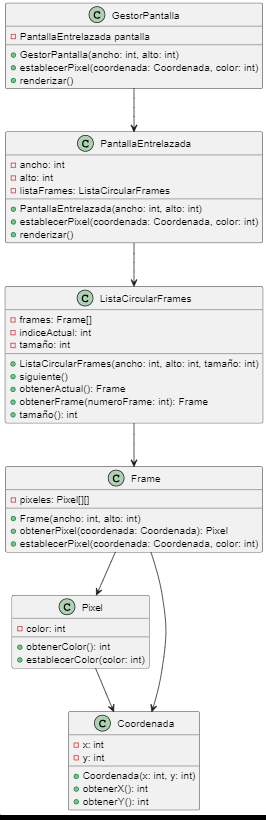 C GestorPantalla
PantallaEntrelazada pantalla
GestorPantalla(ancho: int, alto: int)
establecerPixel(coordenada: Coordenada, color: int)
renderizar()
C PantallaEntrelazada
ancho: int
alto: int
listaFrames: ListaCircularFrames
PantallaEntrelazada(ancho: int, alto: int)
establecerPixel(coordenada: Coordenada, color: int)
renderizar()
C ListaCircularFrames
frames: Frame[]
indiceActual: int
tamaño: int
ListaCircularFrames(ancho: int, alto: int, tamaño: int)
siguiente()
obtenerActual(): Frame
obtenerFrame(numeroFrame: int): Frame
tamaño(): int
C Frame
pixeles: Pixel[][]
Frame(ancho: int, alto: int)
obtenerPixel(coordenada: Coordenada): Pixel
establecerPixel(coordenada: Coordenada, color: int)
C Pixel
color: int
obtenerColor(): int
establecerColor(color: int)
C Coordenada
x: int
y: int
Coordenada(x: int, y: int)
obtenerX(): int
obtenerY(): int